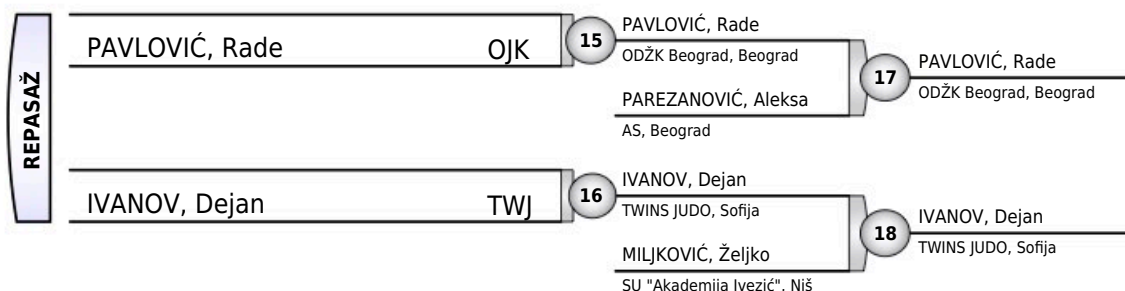 REPASAŽ
PAVLOVIĆ, Rade OJK
15
PAVLOVIĆ, Rade
ODŽK Beograd, Beograd
PAREZANOVIĆ, Aleksa
AS, Beograd
17
PAVLOVIĆ, Rade
ODŽK Beograd, Beograd
IVANOV, Dejan TWJ
16
IVANOV, Dejan
TWINS JUDO, Sofija
MILJKOVIĆ, Željko
SU "Akademija Ivezić", Niš
18
IVANOV, Dejan
TWINS JUDO, Sofija